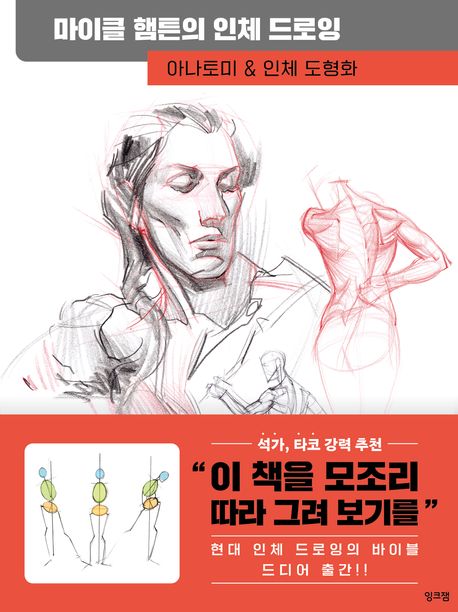 마이클 햄튼의 인체 드로잉
아나토미 & 인체 도형화
석가, 타코 강력 추천
“ 이 책을 모조리
따라 그려 보기를 ”
현대 인체 드로잉의 바이블
드디어 출간!!
잉크잼